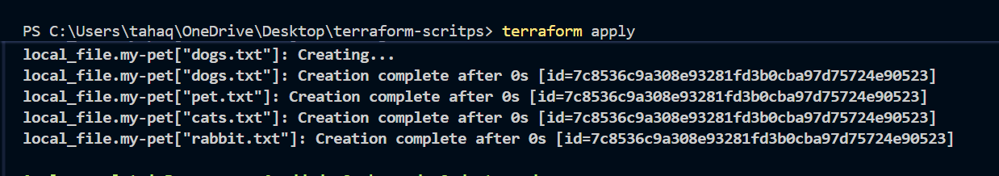 PS C:\Users\tahaq\OneDrive\Desktop\terraform-scritps> terraform apply
local_file.my-pet["dogs.txt"]: Creating...
local_file.my-pet["dogs.txt"]: Creation complete after 0s [id=7c8536c9a308e93281fd3b0cba97d75724e90523]
local_file.my-pet["pet.txt"]: Creation complete after 0s [id=7c8536c9a308e93281fd3b0cba97d75724e90523]
local_file.my-pet["cats.txt"]: Creation complete after 0s [id=7c8536c9a308e93281fd3b0cba97d75724e90523]
local_file.my-pet["rabbit.txt"]: Creation complete after 0s [id=7c8536c9a308e93281fd3b0cba97d75724e90523]